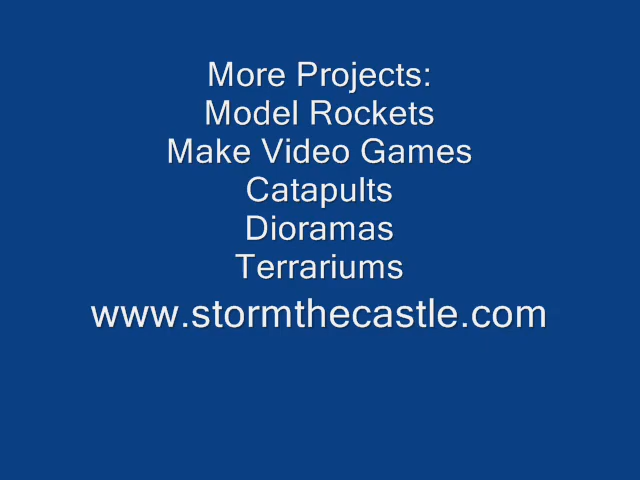 More Projects:
Model Rockets
Make Video Games
Catapults
Dioramas
Terrariums
www.stormthecastle.com